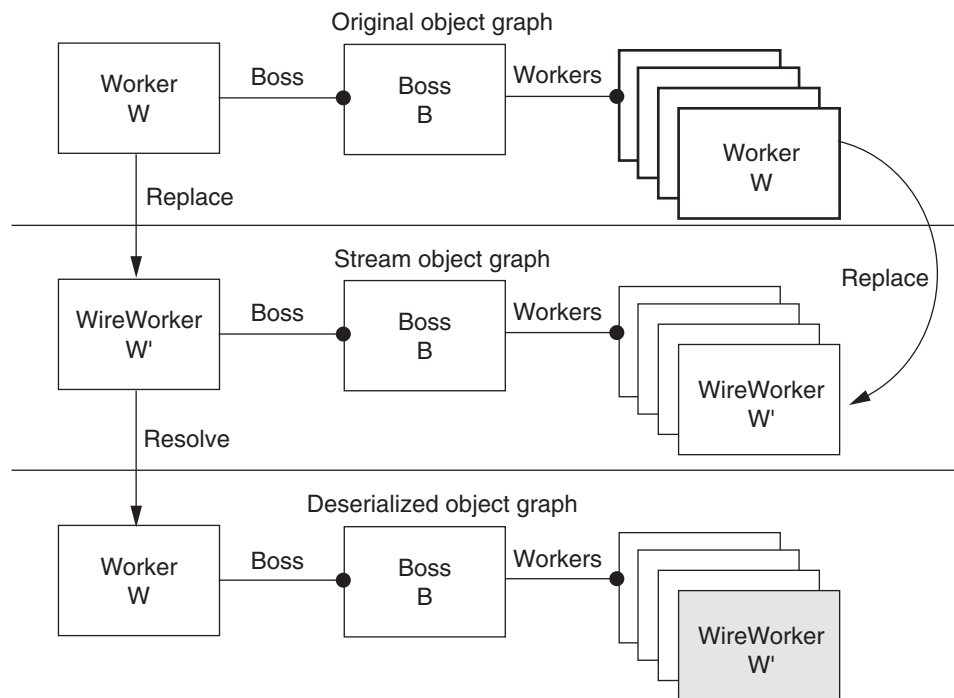 Original object graph
Worker
W
Boss
Boss
B
Workers
Worker
W
Replace
Replace
Stream object graph
WireWorker
W'
Boss
Boss
B
Workers
WireWorker
W'
Resolve
Deserialized object graph
Worker
W
Boss
Boss
B
Workers
WireWorker
W'